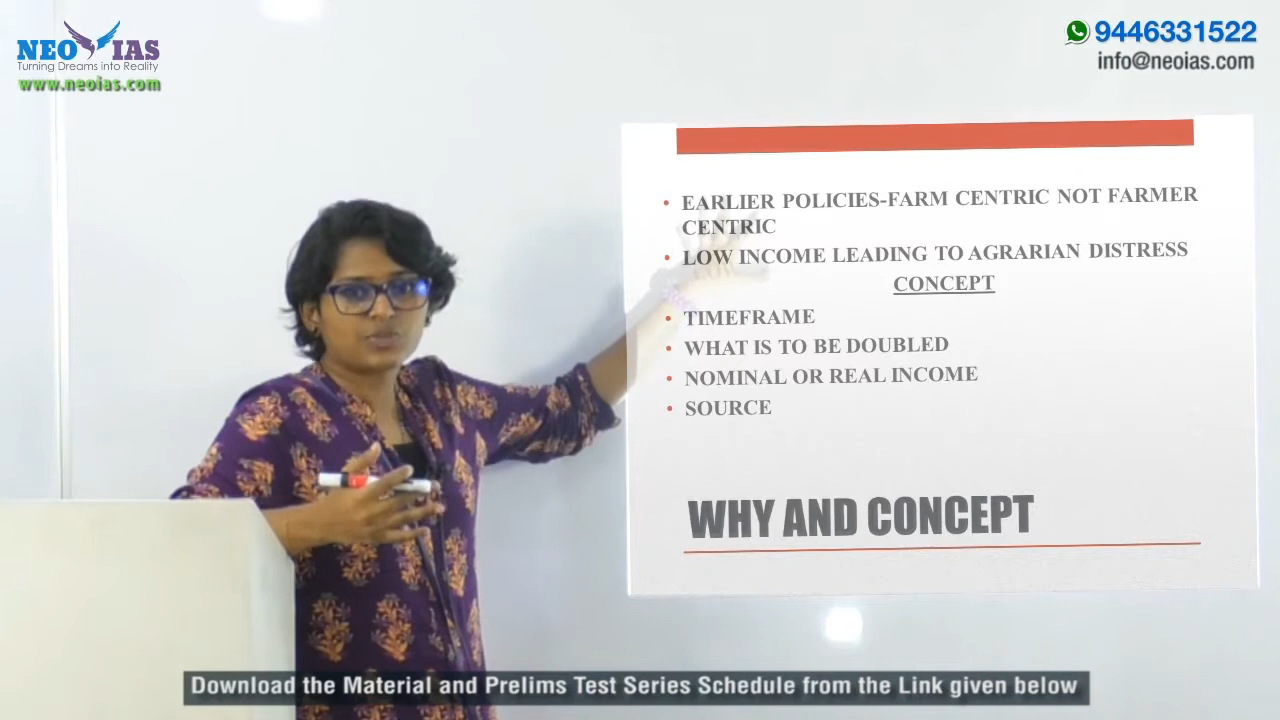 NEO IAS
Turning Dreams into Reality
www.neoias.com
9446331522
info@neoias.com
• EARLIER POLICIES-FARM CENTRIC NOT FARMER
CENTRIC
• LOW INCOME LEADING TO AGRARIAN DISTRESS
CONCEPT
• TIMEFRAME
• WHAT IS TO BE DOUBLED
• NOMINAL OR REAL INCOME
• SOURCE
WHY AND CONCEPT
Download the Material and Prelims Test Series Schedule from the Link given below